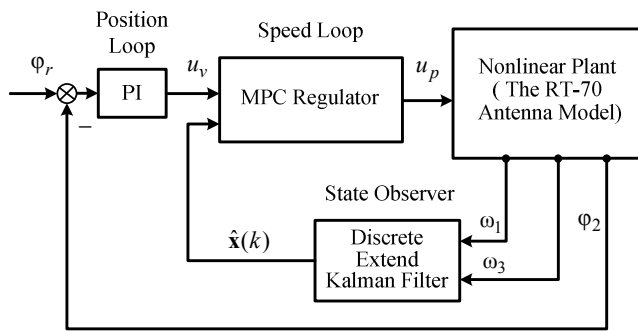 Position
Loop
Speed Loop
φr
−
PI
uv
MPC Regulator
up
Nonlinear Plant
( The RT-70
Antenna Model)
State Observer
x̂(k)
Discrete
Extend
Kalman Filter
ω1
ω3
φ2